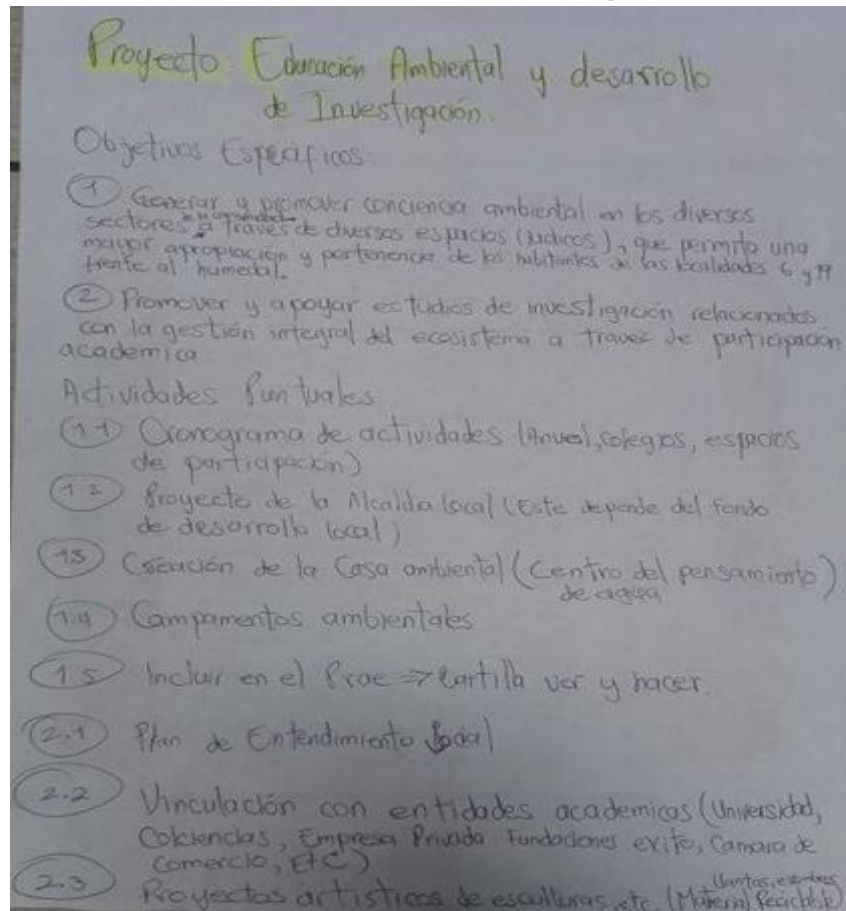 Proyecto Educación Ambiental y desarrollo
de Investigación.
Objetivos Específicos:
1 Generar y promover conciencia ambiental en los diversos
sectores a través de diversos espacios (ludicos), que permita una
mayor apropiación y pertenencia de los habitantes de las localidades 6 y 19
frente al humedal.
2 Promover y apoyar estudios de investigación relacionados
con la gestión integral del ecosistema a travez de participación
academica
Actividades Puntuales
1.1 Cronograma de actividades (Anual, colegios, espacios
de participación)
1.2 Proyecto de la Alcaldia local (Este depende del fondo
de desarrollo local)
1.3 de la Casa ambiental (Centro del pensamiento)
de agua
1.4 Campamentos ambientales
1.5 Incluir en el Prae => Cartilla ver y hacer.
2.1 Plan de Entendimiento Social
2.2 Vinculación con entidades academicas (Universidad,
Colciencias, Empresa Privada Fundaciones exito, Camara de
Comercio, Etc)
2.3 Proyectos artisticos de esculturas, etc. (Material Reciclable)
llantas,